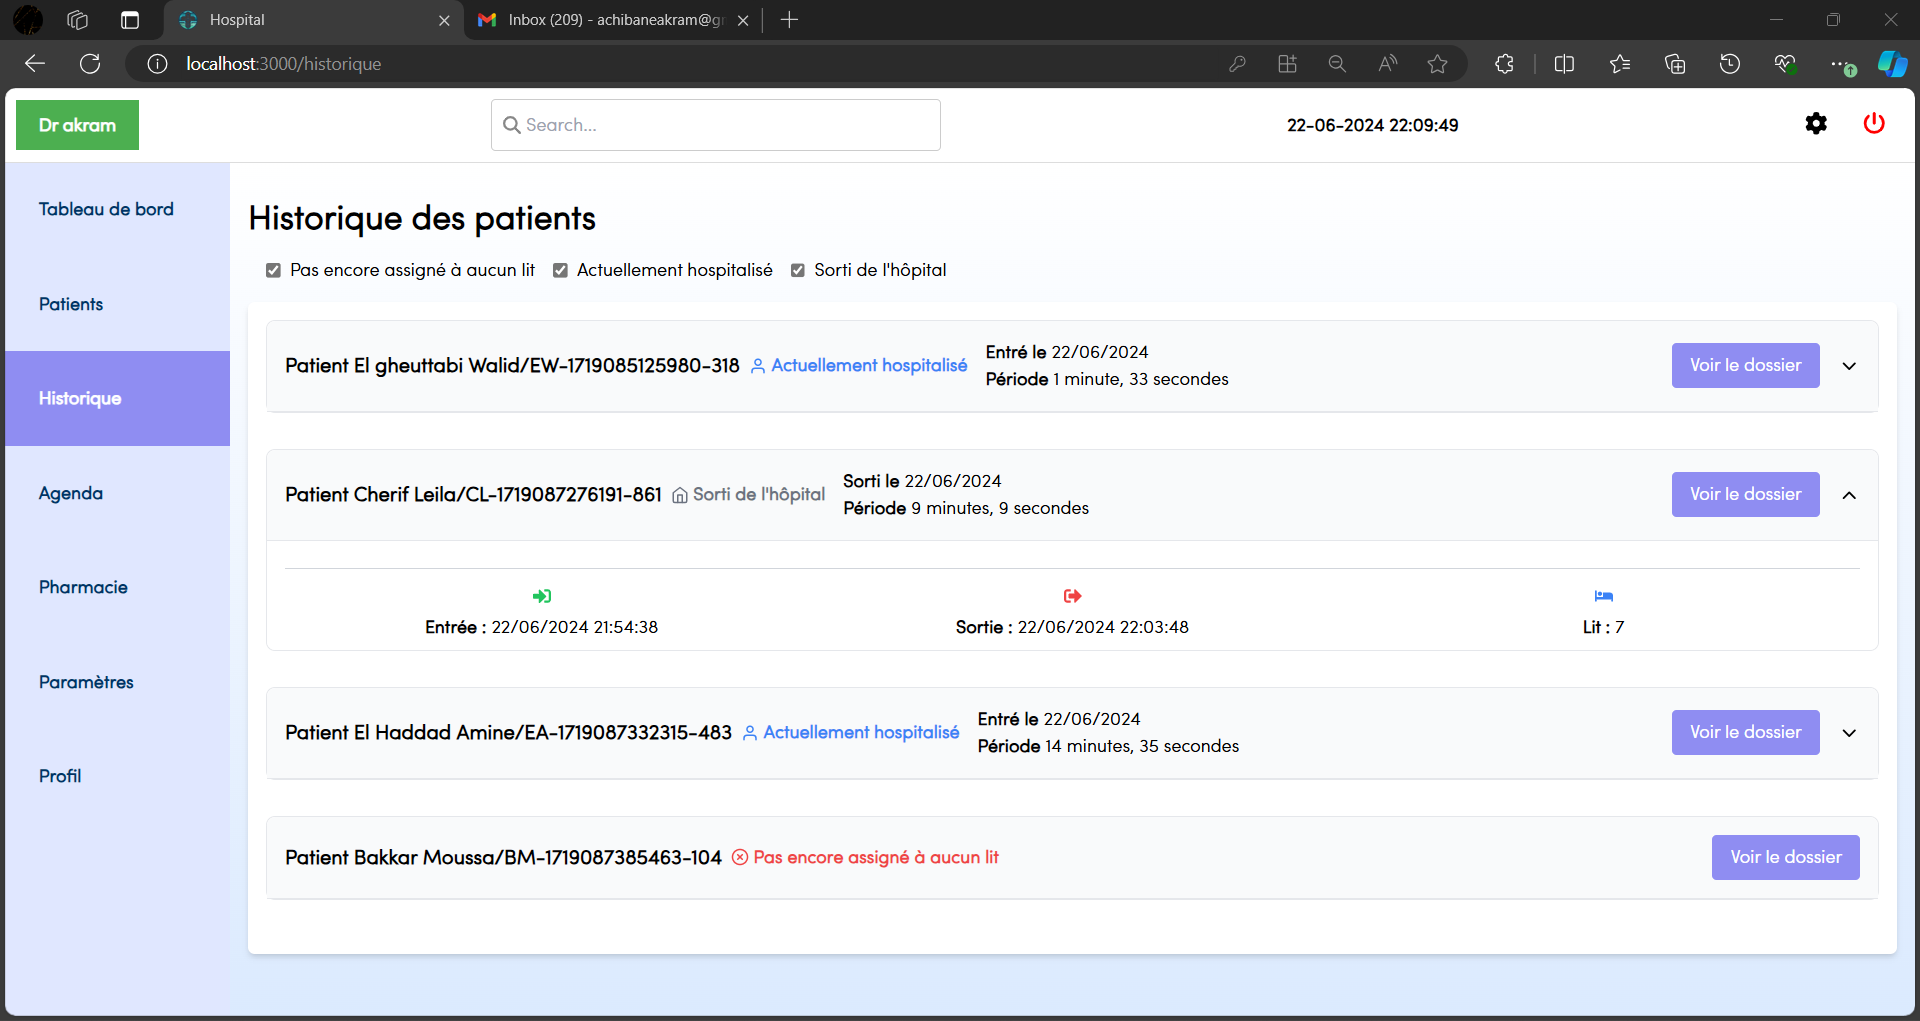 Hospital
Inbox (209) - achibaneakram@g
localhost:3000/historique
Dr akram
Search...
22-06-2024 22:09:49
Tableau de bord
Patients
Historique
Agenda
Pharmacie
Paramètres
Profil
Historique des patients
Pas encore assigné à aucun lit
Actuellement hospitalisé
Sorti de l'hôpital
Patient El gheuttabi Walid/EW-1719085125980-318 Actuellement hospitalisé
Entré le 22/06/2024
Période 1 minute, 33 secondes
Voir le dossier
Patient Cherif Leila/CL-1719087276191-861 Sorti de l'hôpital
Sorti le 22/06/2024
Période 9 minutes, 9 secondes
Voir le dossier
Entrée : 22/06/2024 21:54:38
Sortie : 22/06/2024 22:03:48
Lit : 7
Patient El Haddad Amine/EA-1719087332315-483 Actuellement hospitalisé
Entré le 22/06/2024
Période 14 minutes, 35 secondes
Voir le dossier
Patient Bakkar Moussa/BM-1719087385463-104 Pas encore assigné à aucun lit
Voir le dossier